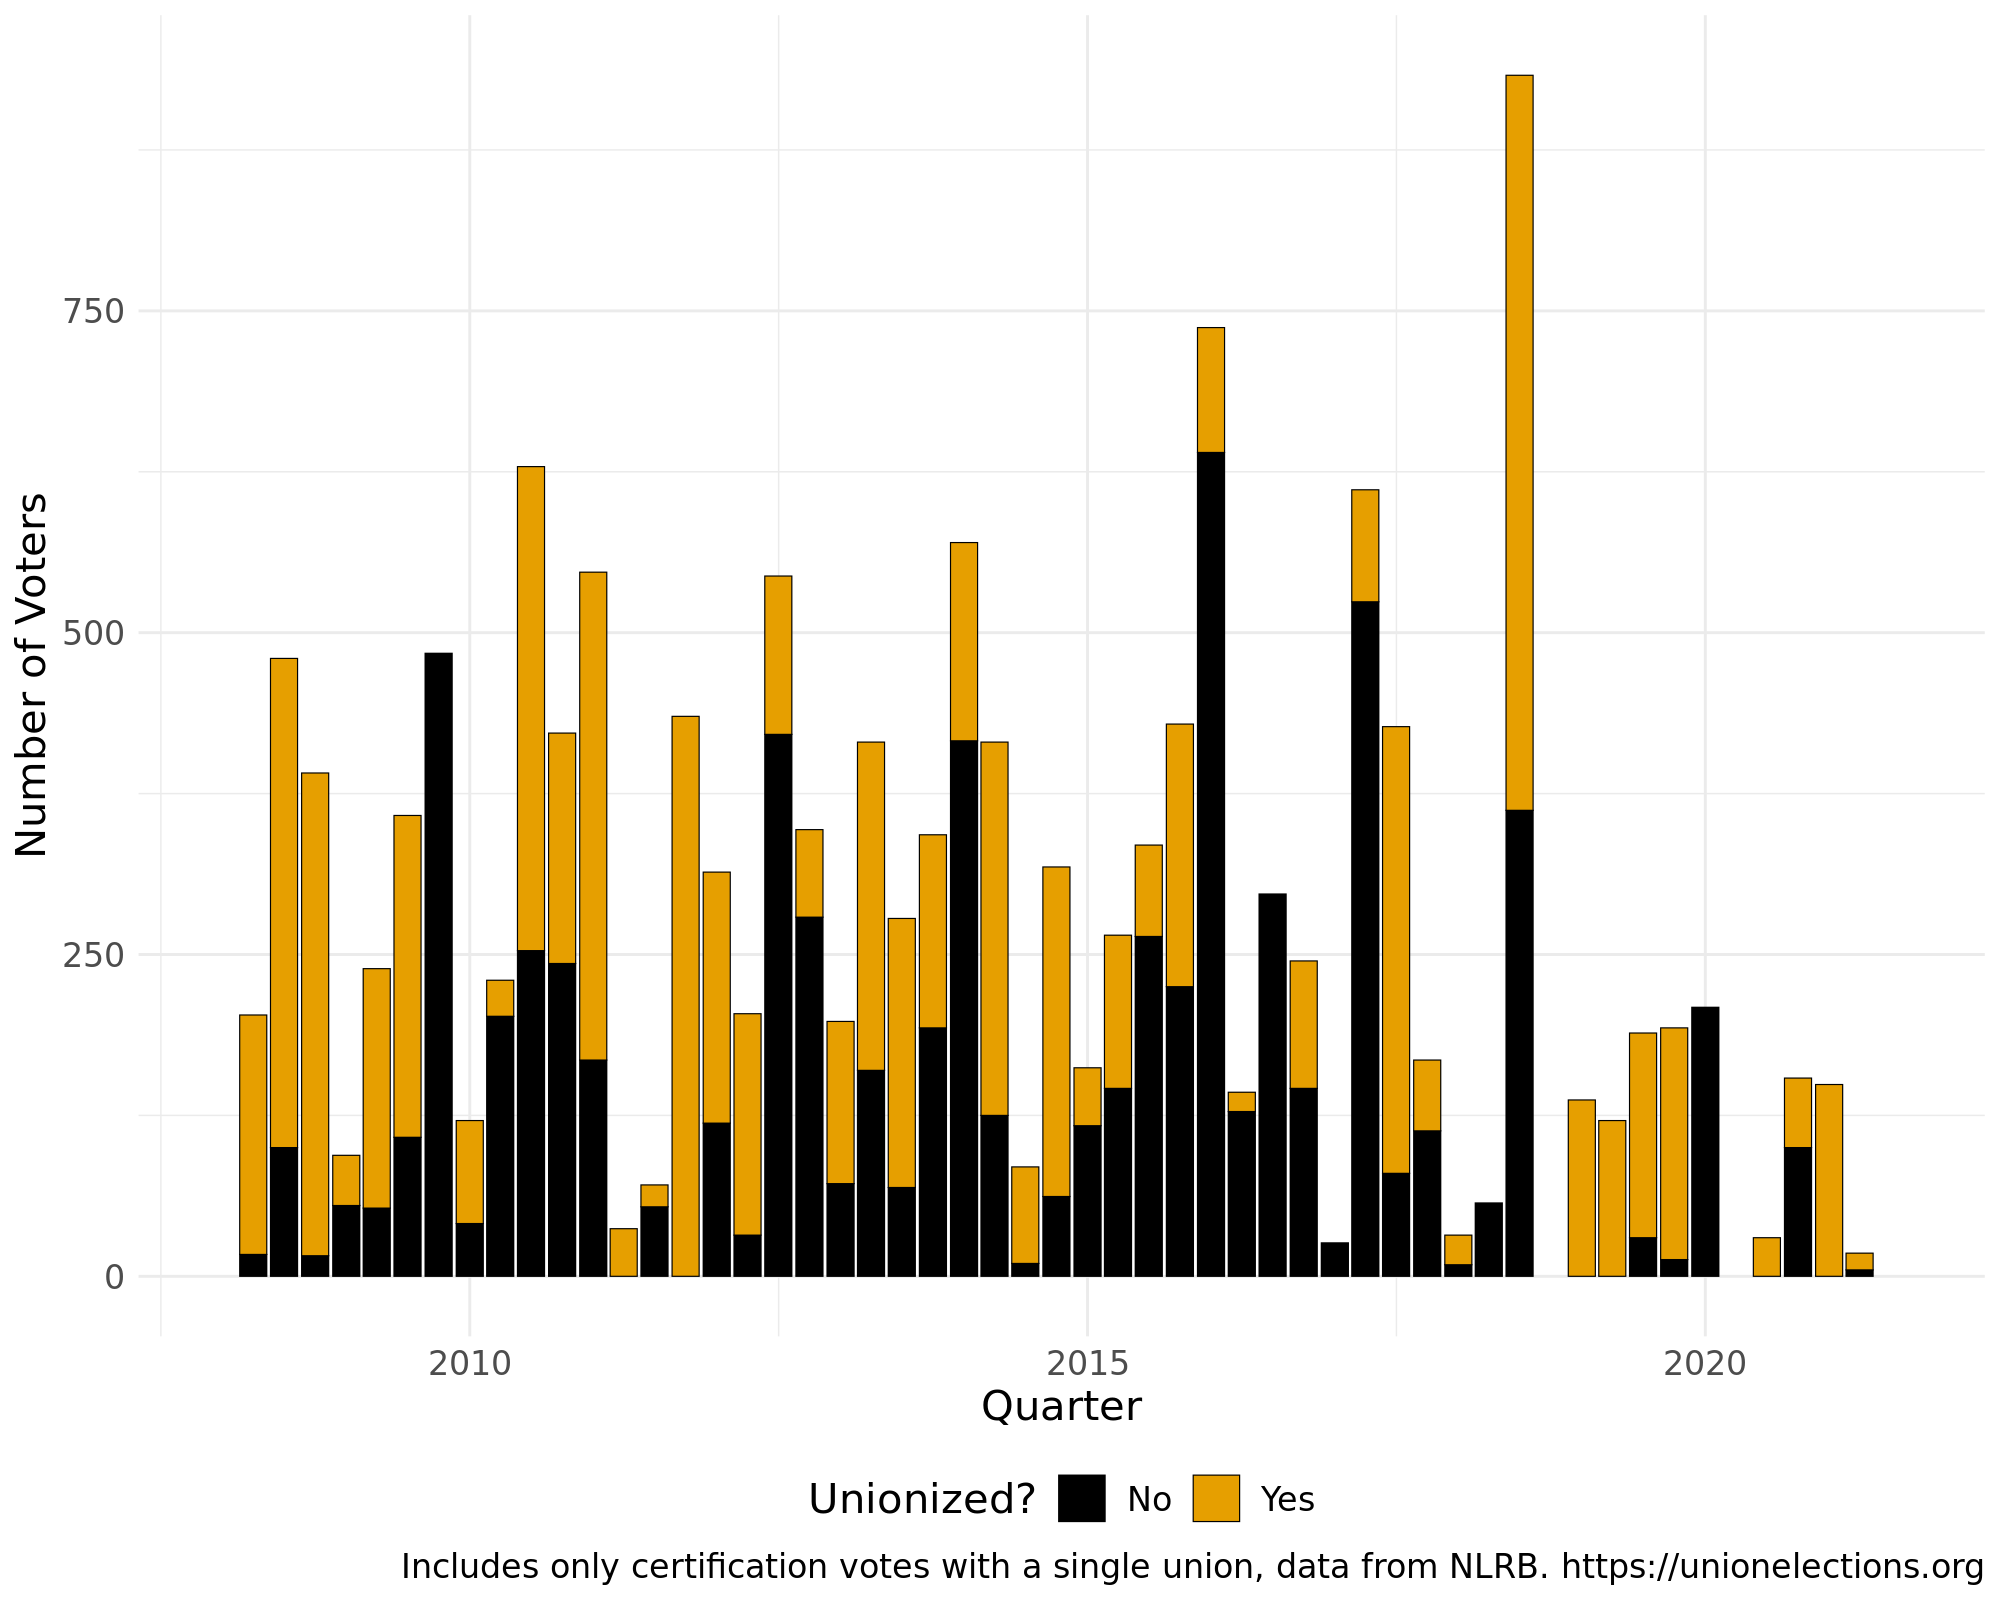 Number of Voters
750
500
250
0
2010 2015 2020
Quarter
Unionized? No Yes
Includes only certification votes with a single union, data from NLRB. https://unionelections.org